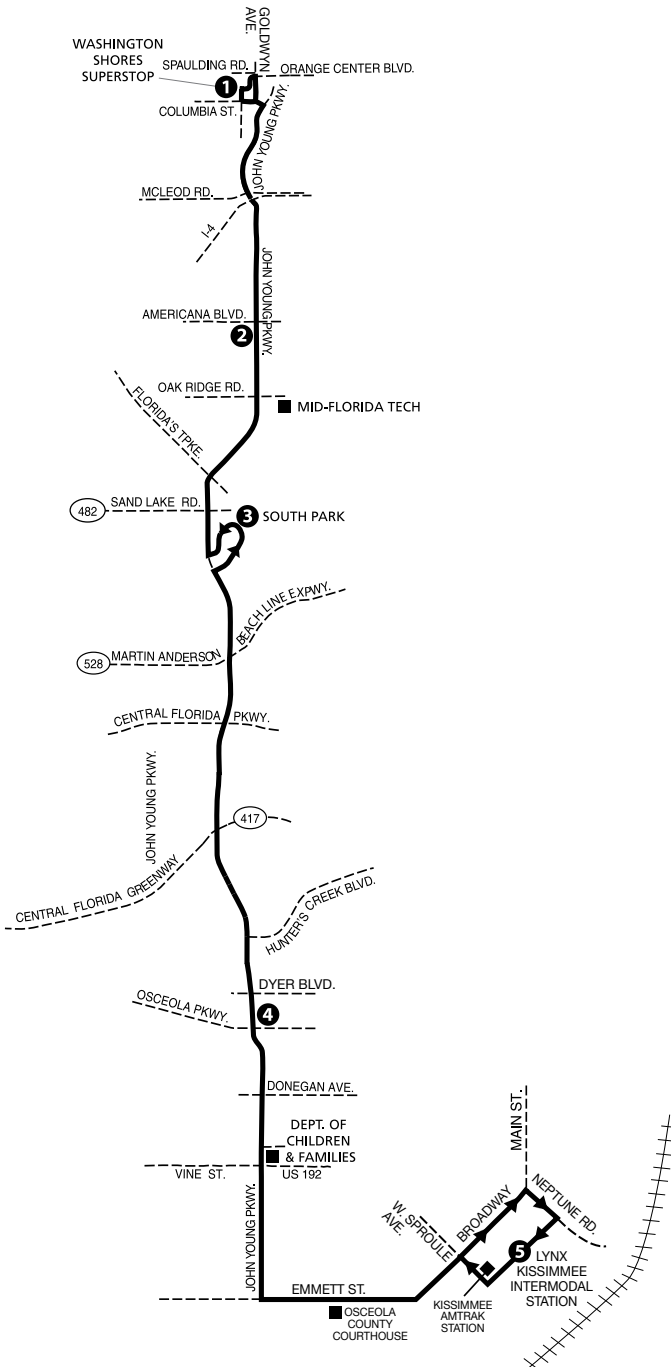 GOLDWYN
AVE.
WASHINGTON
SHORES
SUPERSTOP
SPAULDING RD.
ORANGE CENTER BLVD.
1
COLUMBIA ST.
JOHN YOUNG PKWY.
MCLEOD RD.
I-4
JOHN YOUNG PKWY.
AMERICANA BLVD.
2
OAK RIDGE RD.
MID-FLORIDA TECH
FLORIDA'S TPKE.
482
SAND LAKE RD.
3
SOUTH PARK
BEACH LINE EXPWY.
528
MARTIN ANDERSON
CENTRAL FLORIDA PKWY.
JOHN YOUNG PKWY.
417
CENTRAL FLORIDA GREENWAY
HUNTER'S CREEK BLVD.
DYER BLVD.
OSCEOLA PKWY.
4
DONEGAN AVE.
DEPT. OF
CHILDREN
& FAMILIES
VINE ST.
US 192
JOHN YOUNG PKWY.
MAIN ST.
BROADWAY
NEPTUNE RD.
W. SPROULE
AVE.
5
LYNX
KISSIMMEE
INTERMODAL
STATION
EMMETT ST.
KISSIMMEE
AMTRAK
STATION
OSCEOLA
COUNTY
COURTHOUSE